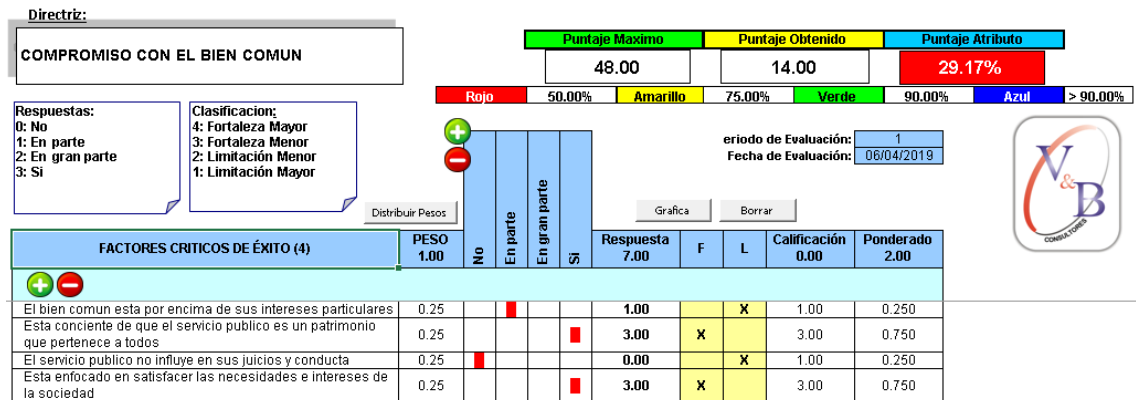 Directriz:
COMPROMISO CON EL BIEN COMUN
Puntaje Maximo Puntaje Obtenido Puntaje Atributo
48.00 14.00 29.17%
Rojo 50.00% Amarillo 75.00% Verde 90.00% Azul > 90.00%
Respuestas:
0: No
1: En parte
2: En gran parte
3: Si
Clasificacion:
4: Fortaleza Mayor
3: Fortaleza Menor
2: Limitación Menor
1: Limitación Mayor
eriodo de Evaluación: 1
Fecha de Evaluación: 06/04/2019
V&B
CONSULTORES
Distribuir Pesos
Grafica
Borrar
FACTORES CRITICOS DE ÉXITO (4) PESO No En parte En gran parte Si Respuesta F L Calificación Ponderado
1.00 7.00 0.00 2.00
El bien comun esta por encima de sus intereses particulares 0.25 1.00 X 1.00 0.250
Esta conciente de que el servicio publico es un patrimonio
que pertenece a todos 0.25 3.00 X 3.00 0.750
El servicio publico no influye en sus juicios y conducta 0.25 0.00 X 1.00 0.250
Esta enfocado en satisfacer las necesidades e intereses de
la sociedad 0.25 3.00 X 3.00 0.750